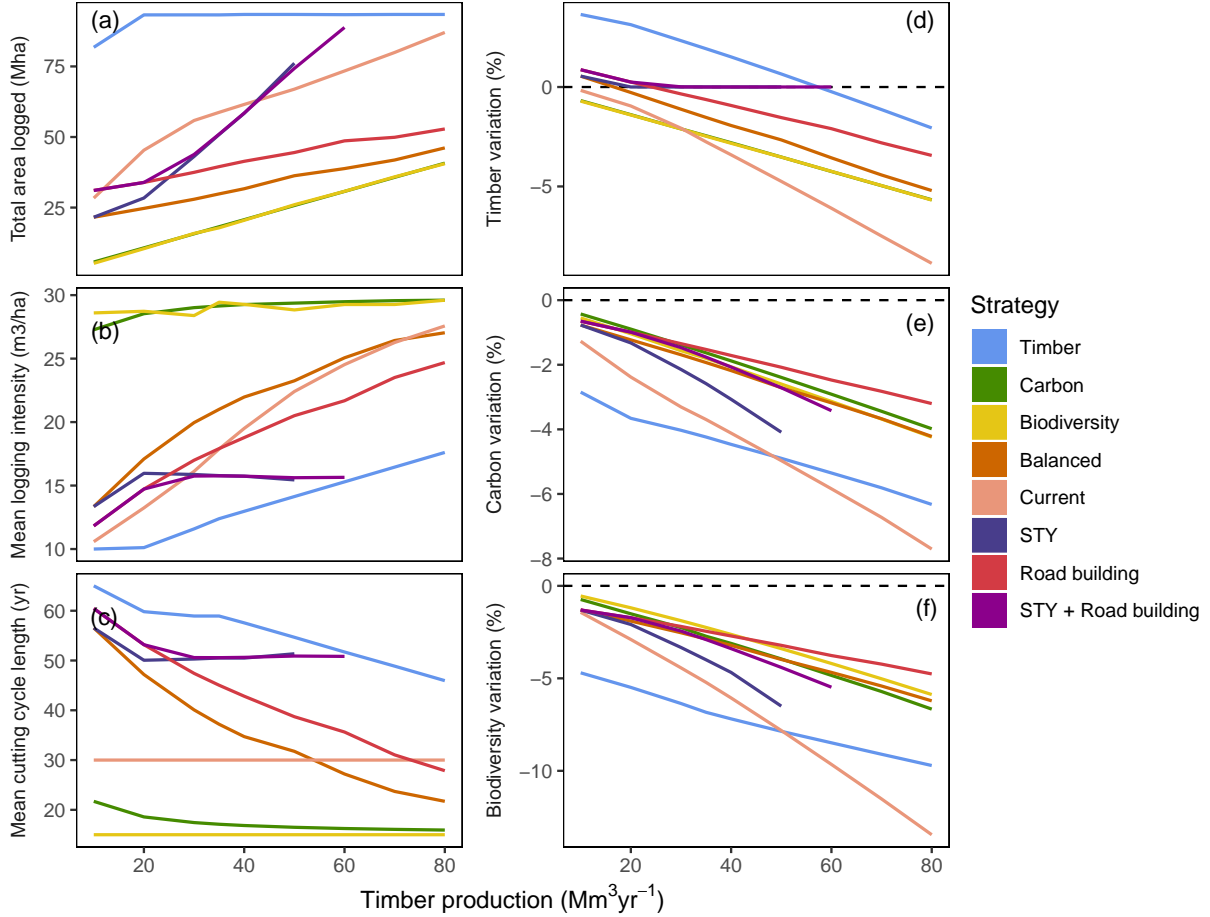 (a)
Total area logged (Mha)
75
50
25
(b)
Mean logging intensity (m3/ha)
30
25
20
15
10
(c)
Mean cutting cycle length (yr)
60
50
40
30
20
20 40 60 80
(d)
Timber variation (%)
0
−5
(e)
Carbon variation (%)
0
−2
−4
−6
−8
(f)
Biodiversity variation (%)
0
−5
−10
20 40 60 80
Timber production (Mm³yr⁻¹)
Strategy
Timber
Carbon
Biodiversity
Balanced
Current
STY
Road building
STY + Road building